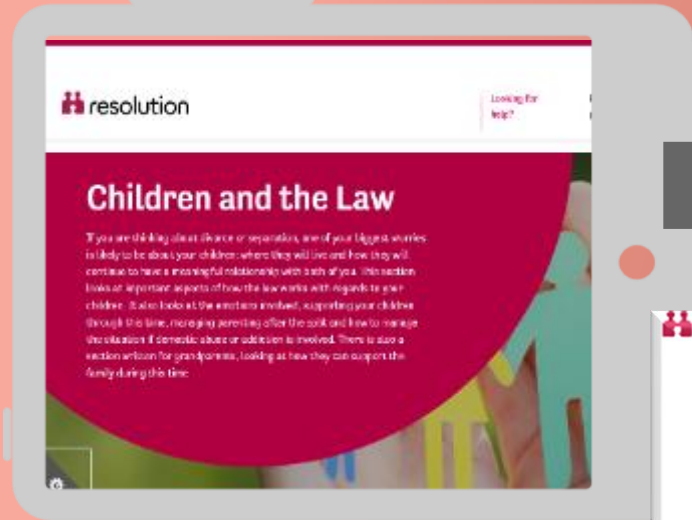 resolution
Looking for
help?
Children and the Law
If you are thinking about divorce or separation, one of your biggest worries
is likely to be about your children: where they will live and how they will
continue to have a meaningful relationship with both of you. This section
looks at important aspects of how the law works with regards to your
children. It also looks at the emotions involved, supporting your children
through this time, managing parenting after the split and how to manage
the situation if domestic abuse or addiction is involved. There is also a
section written for grandparents, looking at how they can support the
family during this time